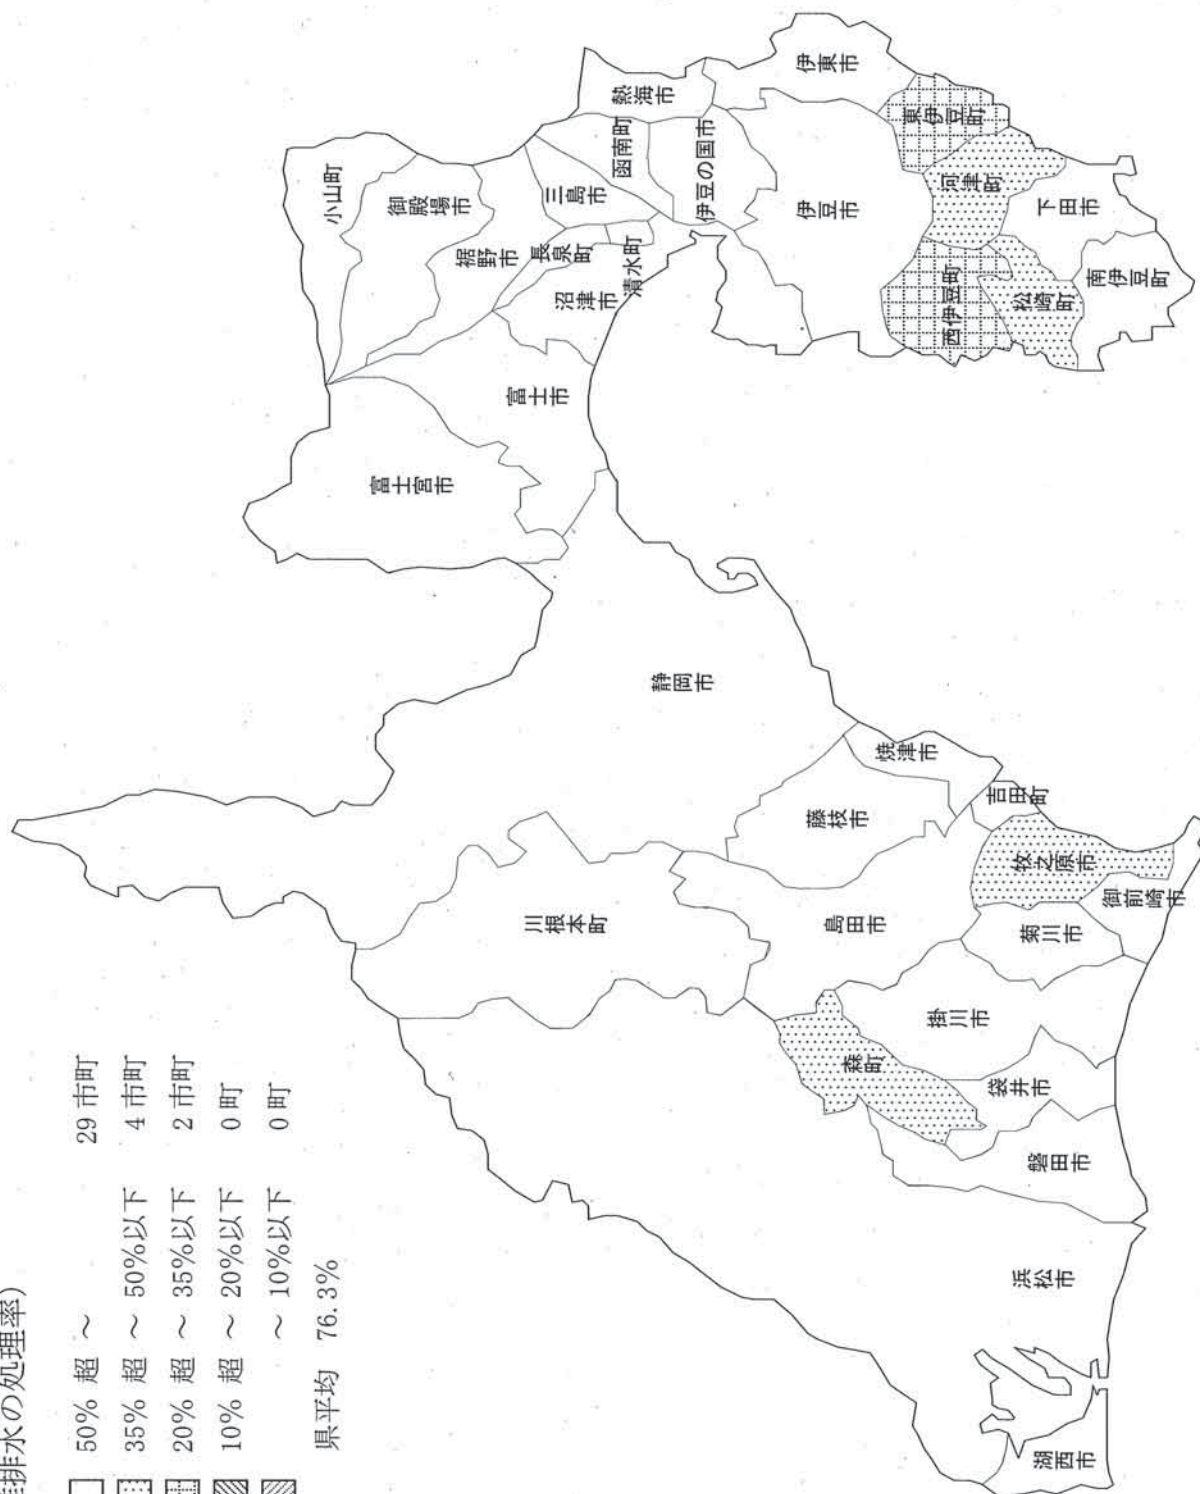 排水の処理率)
50% 超 ～ 29 市町
35% 超 ～ 50%以下 4 市町
20% 超 ～ 35%以下 2 市町
10% 超 ～ 20%以下 0 町
～ 10%以下 0 町
県平均 76.3%
小山町
御殿場市
裾野市
長泉町
三島市
函南町
熱海市
清水町
沼津市
伊豆の国市
伊東市
伊豆市
東伊豆町
河津町
下田市
西伊豆町
松崎町
南伊豆町
富士市
富士宮市
静岡市
焼津市
藤枝市
吉田町
牧之原市
御前崎市
川根本町
島田市
菊川市
掛川市
森町
袋井市
磐田市
浜松市
湖西市